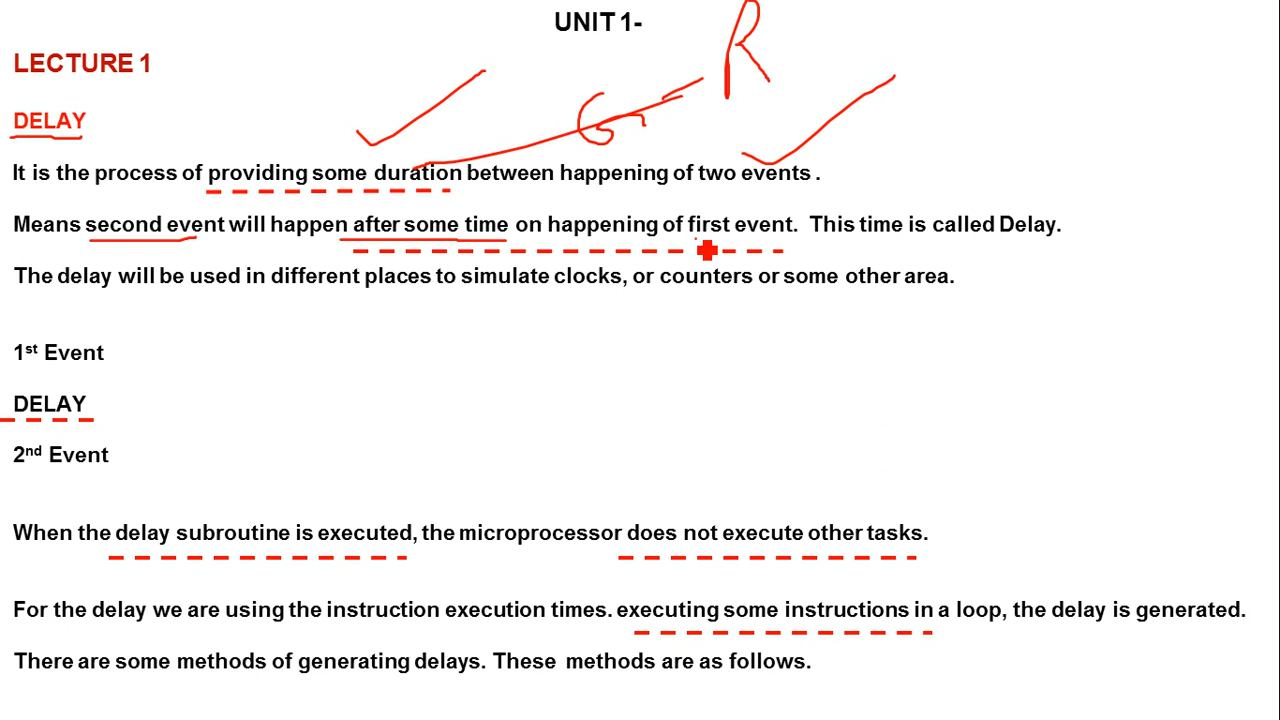 UNIT 1-
R
G
LECTURE 1
DELAY
It is the process of providing some duration between happening of two events .
Means second event will happen after some time on happening of first event. This time is called Delay.
The delay will be used in different places to simulate clocks, or counters or some other area.
1st Event
DELAY
2nd Event
When the delay subroutine is executed, the microprocessor does not execute other tasks.
For the delay we are using the instruction execution times. executing some instructions in a loop, the delay is generated.
There are some methods of generating delays. These methods are as follows.